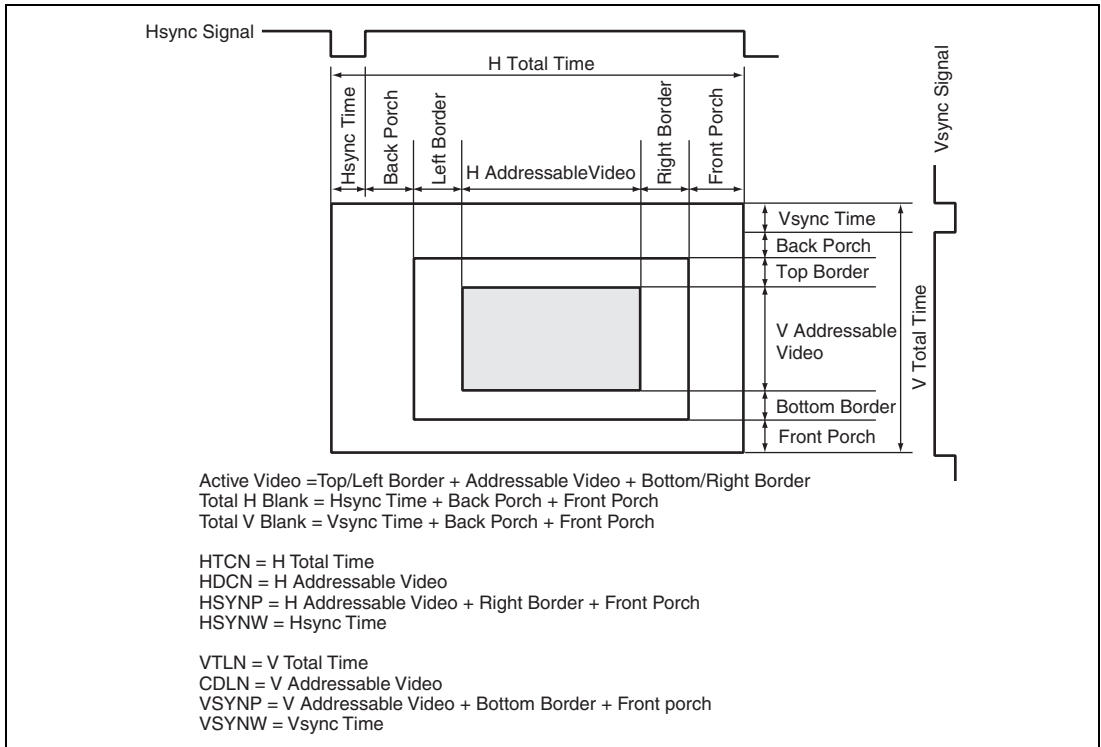 Hsync Signal
H Total Time
Hsync Time
Back Porch
Left Border
H AddressableVideo
Right Border
Front Porch
Vsync Signal
Vsync Time
Back Porch
Top Border
V Addressable
Video
V Total Time
Bottom Border
Front Porch
Active Video =Top/Left Border + Addressable Video + Bottom/Right Border
Total H Blank = Hsync Time + Back Porch + Front Porch
Total V Blank = Vsync Time + Back Porch + Front Porch
HTCN = H Total Time
HDCN = H Addressable Video
HSYNP = H Addressable Video + Right Border + Front Porch
HSYNW = Hsync Time
VTLN = V Total Time
CDLN = V Addressable Video
VSYNP = V Addressable Video + Bottom Border + Front porch
VSYNW = Vsync Time